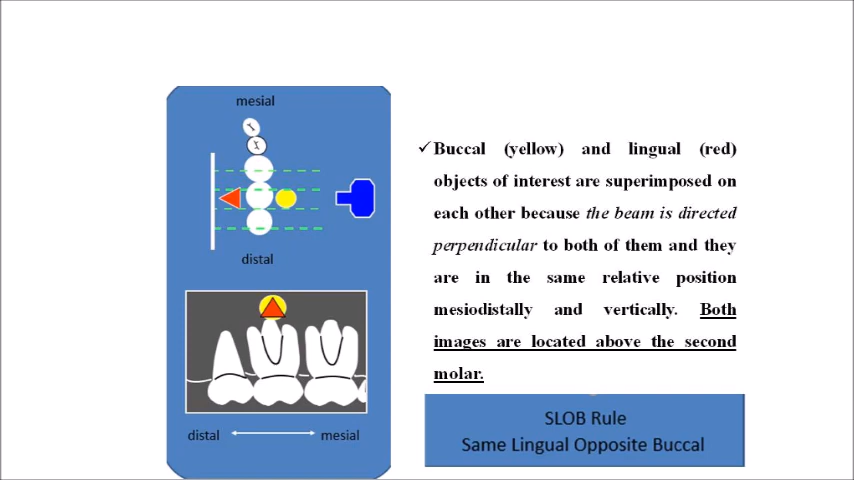 mesial
distal
distal
mesial
✓Buccal (yellow) and lingual (red)
objects of interest are superimposed on
each other because the beam is directed
perpendicular to both of them and they
are in the same relative position
mesiodistally and vertically. Both
images are located above the second
molar.
SLOB Rule
Same Lingual Opposite Buccal